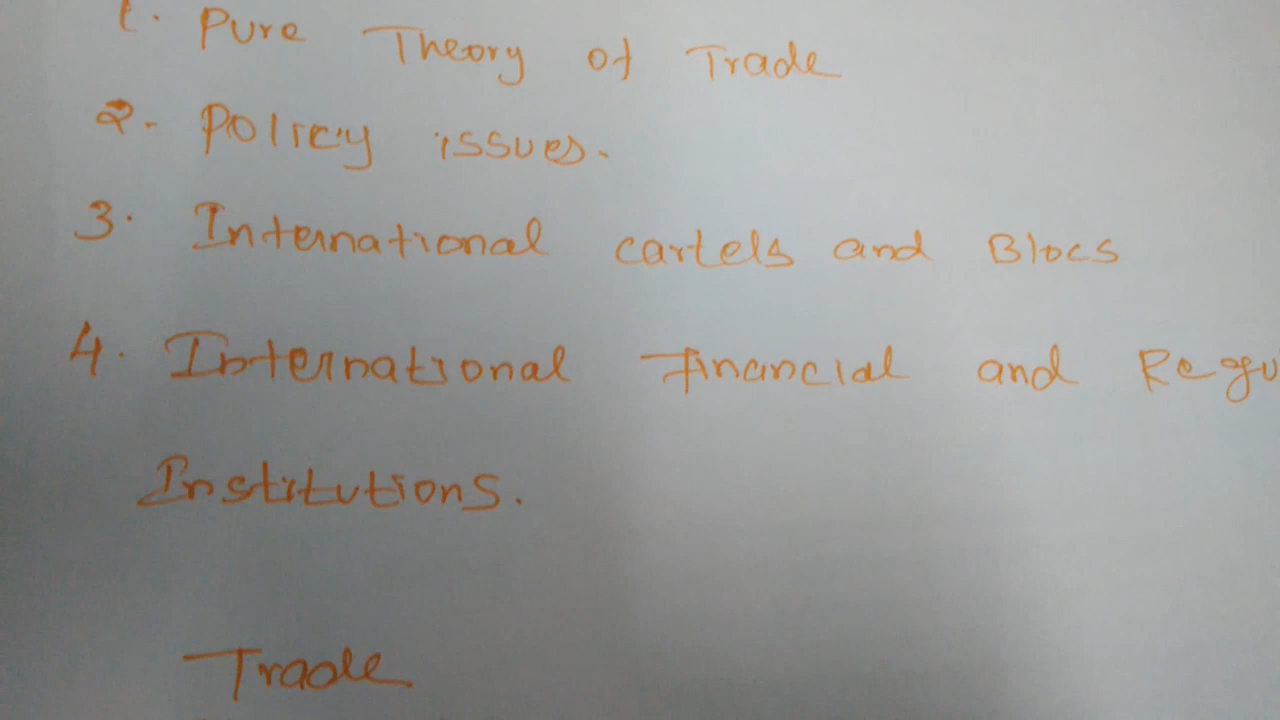 1. Pure Theory of Trade
2. Policy issues.
3. International cartels and Blocs
4. International Financial and Regu
Institutions.
Trade